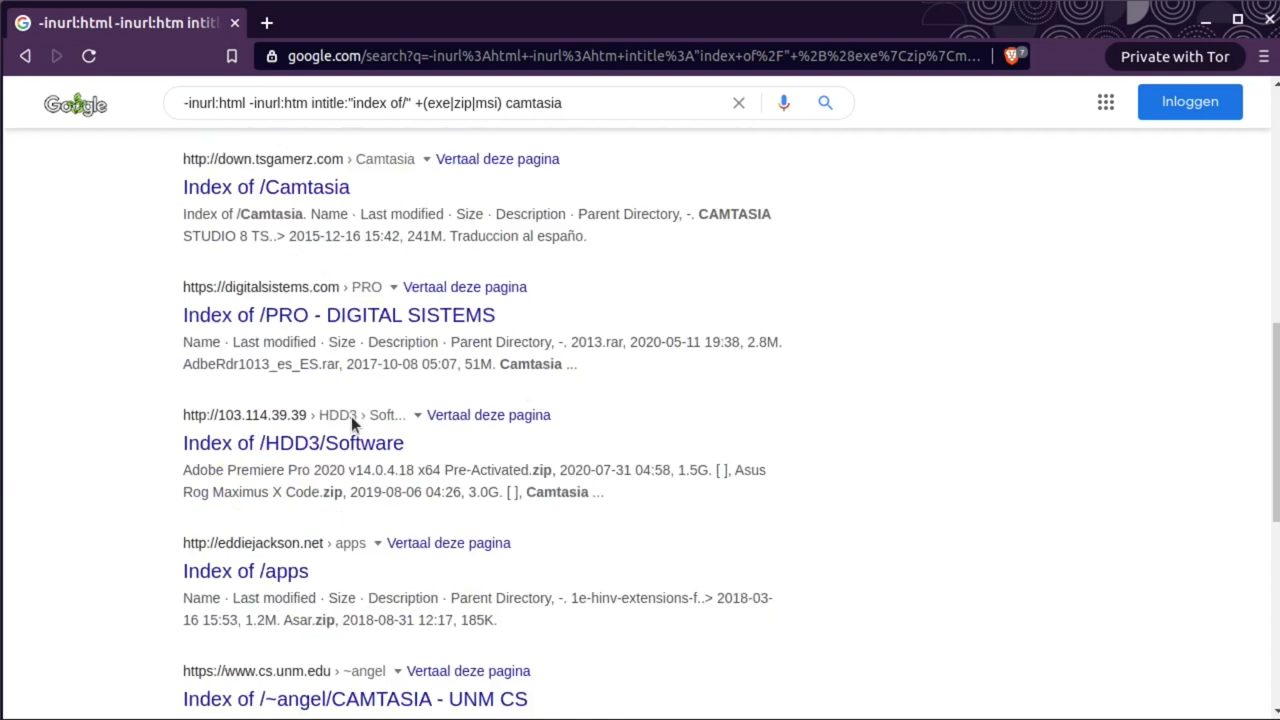 -inurl:html -inurl:htm intitl
google.com/search?q=-inurl%3Ahtml+-inurl%3Ahtm+intitle%3A"index+of%2F"+%2B%28exe%7Czip%7Cm...
7
Private with Tor
Google
-inurl:html -inurl:htm intitle:"index of/" +(exe|zip|msi) camtasia
Inloggen
http://down.tsgamerz.com › Camtasia Vertaal deze pagina
Index of /Camtasia
Index of /Camtasia. Name · Last modified · Size · Description · Parent Directory, -. CAMTASIA
STUDIO 8 TS..> 2015-12-16 15:42, 241M. Traduccion al español.
https://digitalsistems.com › PRO Vertaal deze pagina
Index of /PRO - DIGITAL SISTEMS
Name · Last modified · Size · Description · Parent Directory, -. 2013.rar, 2020-05-11 19:38, 2.8M.
AdbeRdr1013_es_ES.rar, 2017-10-08 05:07, 51M. Camtasia ...
http://103.114.39.39 › HDD3 › Soft... Vertaal deze pagina
Index of /HDD3/Software
Adobe Premiere Pro 2020 v14.0.4.18 x64 Pre-Activated.zip, 2020-07-31 04:58, 1.5G. [ ], Asus
Rog Maximus X Code.zip, 2019-08-06 04:26, 3.0G. [ ], Camtasia ...
http://eddiejackson.net › apps Vertaal deze pagina
Index of /apps
Name · Last modified · Size · Description · Parent Directory, -. 1e-hinv-extensions-f..> 2018-03-
16 15:53, 1.2M. Asar.zip, 2018-08-31 12:17, 185K.
https://www.cs.unm.edu › ~angel Vertaal deze pagina
Index of /~angel/CAMTASIA - UNM CS